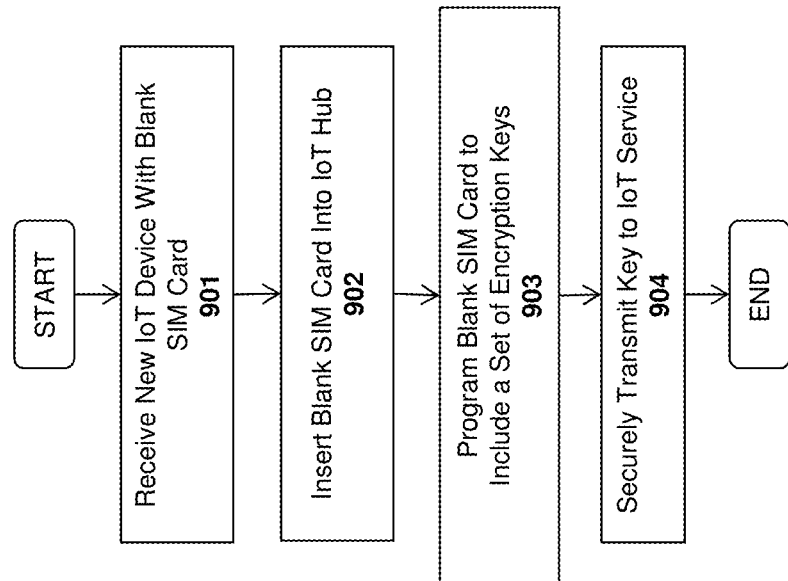 START
Receive New IoT Device With Blank
SIM Card
901
Insert Blank SIM Card Into IoT Hub
902
Program Blank SIM Card to
Include a Set of Encryption Keys
903
Securely Transmit Key to IoT Service
904
END